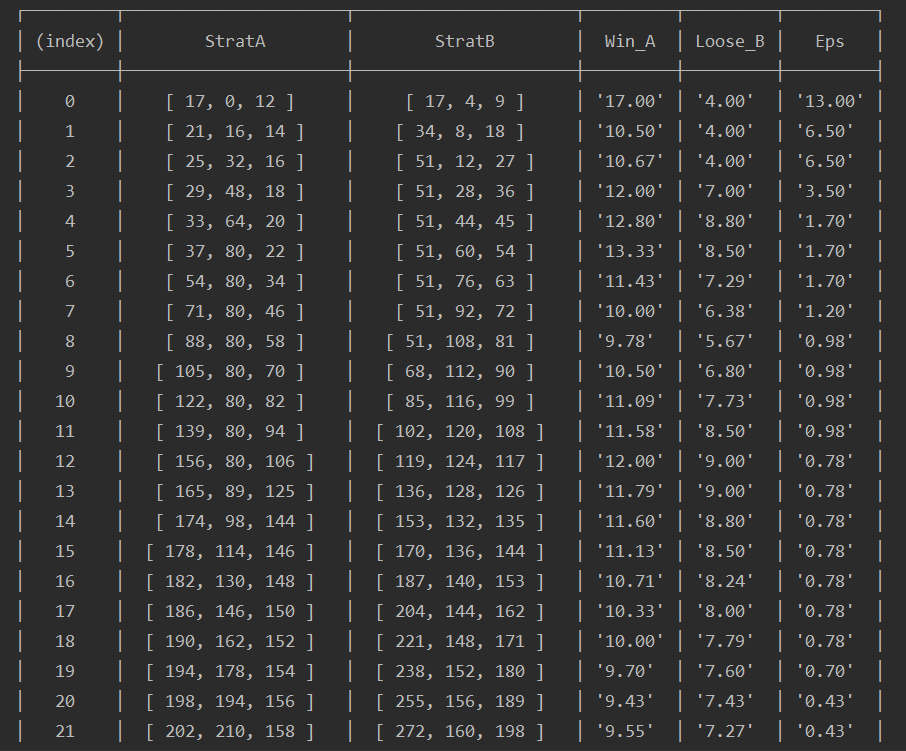 (index) StratA StratB Win_A Loose_B Eps
0 [ 17, 0, 12 ] [ 17, 4, 9 ] '17.00' '4.00' '13.00'
1 [ 21, 16, 14 ] [ 34, 8, 18 ] '10.50' '4.00' '6.50'
2 [ 25, 32, 16 ] [ 51, 12, 27 ] '10.67' '4.00' '6.50'
3 [ 29, 48, 18 ] [ 51, 28, 36 ] '12.00' '7.00' '3.50'
4 [ 33, 64, 20 ] [ 51, 44, 45 ] '12.80' '8.80' '1.70'
5 [ 37, 80, 22 ] [ 51, 60, 54 ] '13.33' '8.50' '1.70'
6 [ 54, 80, 34 ] [ 51, 76, 63 ] '11.43' '7.29' '1.70'
7 [ 71, 80, 46 ] [ 51, 92, 72 ] '10.00' '6.38' '1.20'
8 [ 88, 80, 58 ] [ 51, 108, 81 ] '9.78' '5.67' '0.98'
9 [ 105, 80, 70 ] [ 68, 112, 90 ] '10.50' '6.80' '0.98'
10 [ 122, 80, 82 ] [ 85, 116, 99 ] '11.09' '7.73' '0.98'
11 [ 139, 80, 94 ] [ 102, 120, 108 ] '11.58' '8.50' '0.98'
12 [ 156, 80, 106 ] [ 119, 124, 117 ] '12.00' '9.00' '0.78'
13 [ 165, 89, 125 ] [ 136, 128, 126 ] '11.79' '9.00' '0.78'
14 [ 174, 98, 144 ] [ 153, 132, 135 ] '11.60' '8.80' '0.78'
15 [ 178, 114, 146 ] [ 170, 136, 144 ] '11.13' '8.50' '0.78'
16 [ 182, 130, 148 ] [ 187, 140, 153 ] '10.71' '8.24' '0.78'
17 [ 186, 146, 150 ] [ 204, 144, 162 ] '10.33' '8.00' '0.78'
18 [ 190, 162, 152 ] [ 221, 148, 171 ] '10.00' '7.79' '0.78'
19 [ 194, 178, 154 ] [ 238, 152, 180 ] '9.70' '7.60' '0.70'
20 [ 198, 194, 156 ] [ 255, 156, 189 ] '9.43' '7.43' '0.43'
21 [ 202, 210, 158 ] [ 272, 160, 198 ] '9.55' '7.27' '0.43'